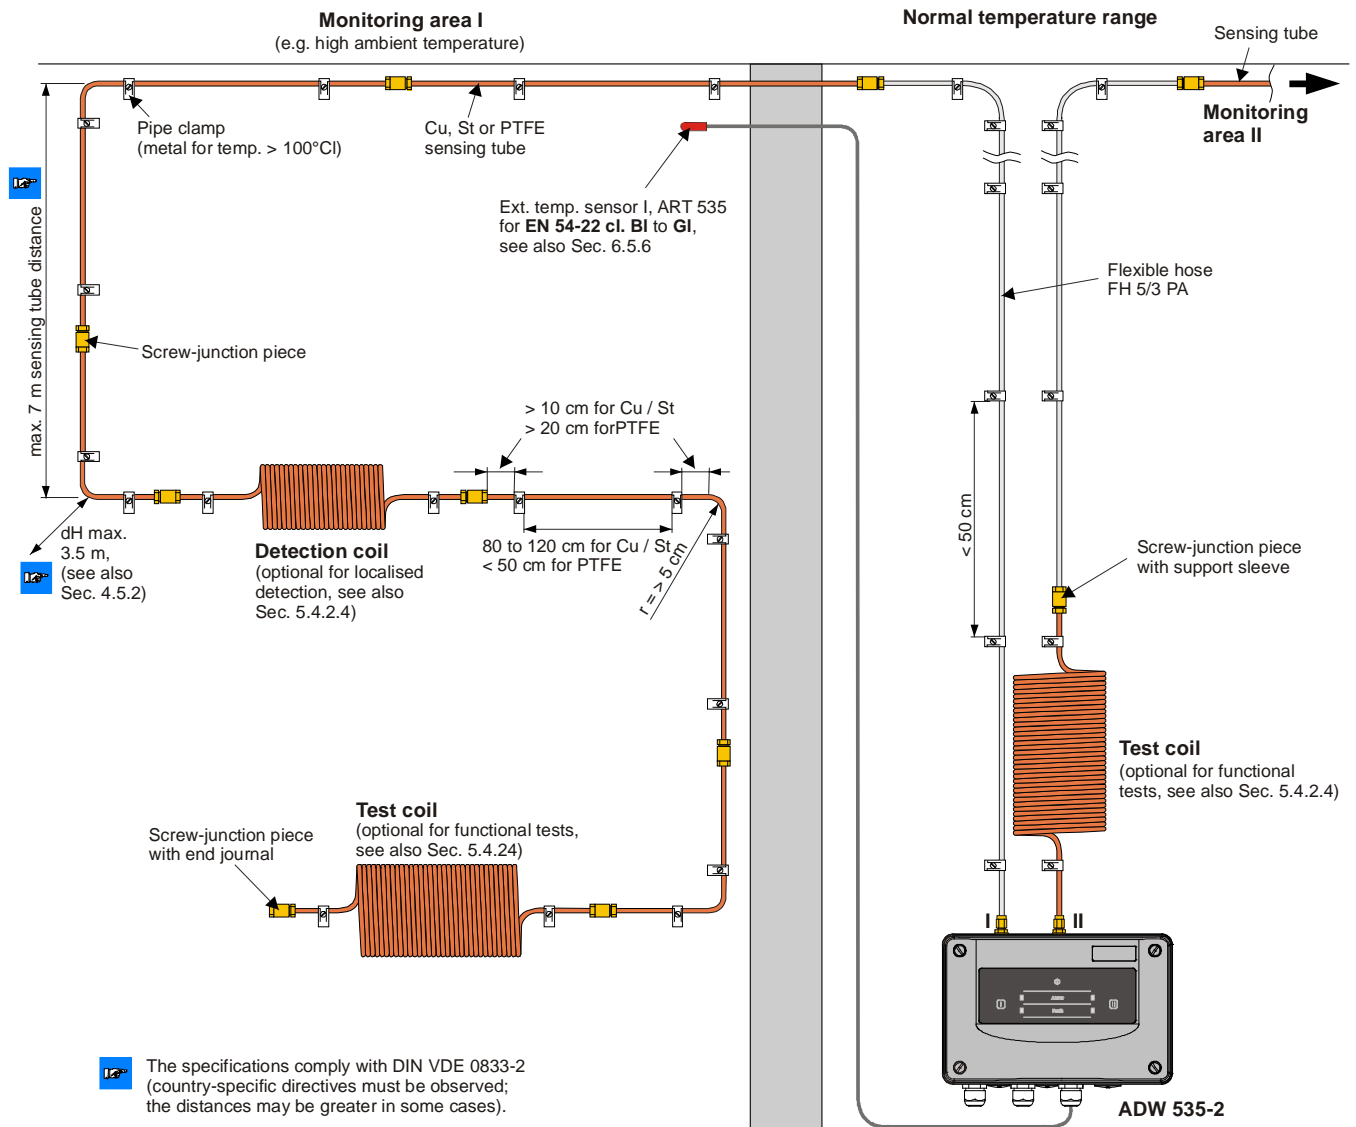 Monitoring area I
(e.g. high ambient temperature)
Normal temperature range
Sensing tube
Monitoring
area II
Pipe clamp
(metal for temp. > 100°Cl)
Cu, St or PTFE
sensing tube
Ext. temp. sensor I, ART 535
for EN 54-22 cl. BI to GI,
see also Sec. 6.5.6
max. 7 m sensing tube distance
Flexible hose
FH 5/3 PA
Screw-junction piece
> 10 cm for Cu / St
> 20 cm forPTFE
< 50 cm
dH max.
3.5 m,
(see also
Sec. 4.5.2)
Detection coil
(optional for localised
detection, see also
Sec. 5.4.2.4)
80 to 120 cm for Cu / St
< 50 cm for PTFE
r = > 5 cm
Screw-junction piece
with support sleeve
Test coil
(optional for functional
tests, see also Sec. 5.4.2.4)
Test coil
(optional for functional tests,
see also Sec. 5.4.24)
Screw-junction piece
with end journal
I
II
The specifications comply with DIN VDE 0833-2
(country-specific directives must be observed;
the distances may be greater in some cases).
ADW 535-2